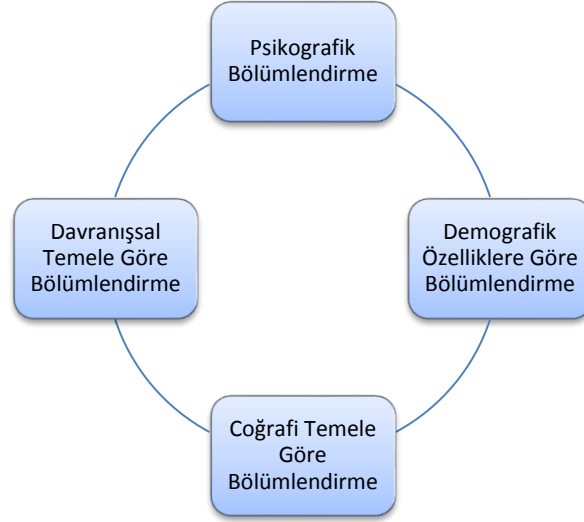 Psikografik
Bölümlendirme
Davranışsal
Temele Göre
Bölümlendirme
Demografik
Özelliklere Göre
Bölümlendirme
Coğrafi Temele
Göre
Bölümlendirme